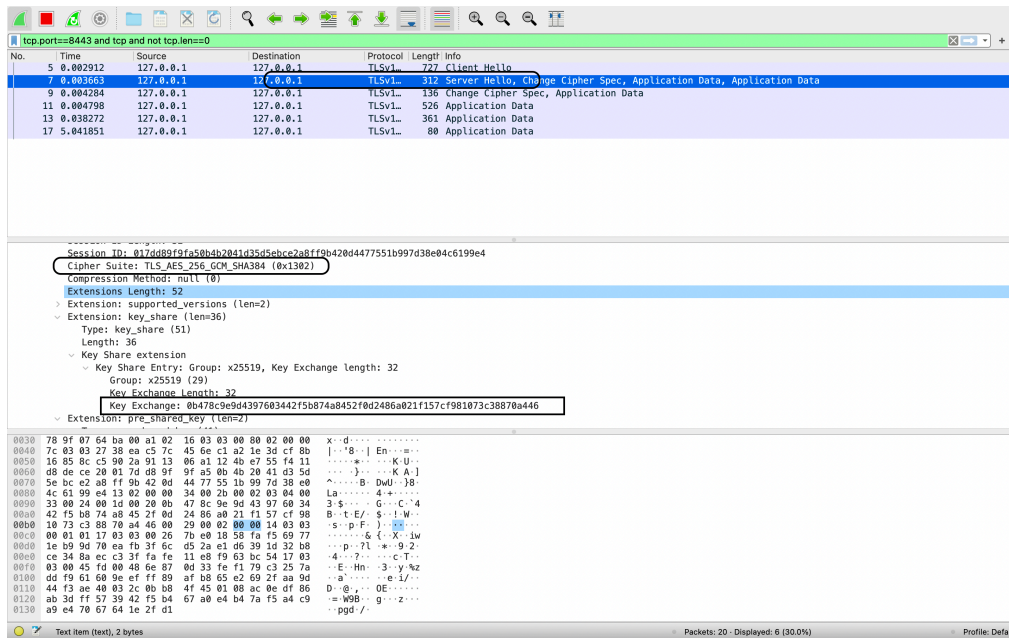 tcp.port==8443 and tcp and not tcp.len==0
No. Time Source Destination Protocol Lengtl Info
5 0.002912 127.0.0.1 127.0.0.1 TLSv1… 727 Client Hello
7 0.003663 127.0.0.1 127.0.0.1 TLSv1… 312 Server Hello, Change Cipher Spec, Application Data, Application Data
9 0.004284 127.0.0.1 127.0.0.1 TLSv1… 136 Change Cipher Spec, Application Data
11 0.004798 127.0.0.1 127.0.0.1 TLSv1… 526 Application Data
13 0.038272 127.0.0.1 127.0.0.1 TLSv1… 361 Application Data
17 5.041851 127.0.0.1 127.0.0.1 TLSv1… 80 Application Data
Session ID: 017dd89f9fa50b4b2041d35d5ebce2a8ff9b420d4477551b997d38e04c6199e4
Cipher Suite: TLS_AES_256_GCM_SHA384 (0x1302)
Compression Method: null (0)
Extensions Length: 52
Extension: supported_versions (len=2)
Extension: key_share (len=36)
Type: key_share (51)
Length: 36
Key Share extension
Key Share Entry: Group: x25519, Key Exchange length: 32
Group: x25519 (29)
Key Exchange Length: 32
Key Exchange: 0b478c9e9d4397603442f5b874a8452f0d2486a021f157cf981073c38870a446
Extension: pre_shared_key (len=2)
0030 78 9f 07 64 ba 00 a1 02 16 03 03 00 80 02 00 00 x··d···· ········
0040 7c 03 03 27 38 ea c5 7c 45 6e c1 a2 1e 3d cf 8b |··'8··| En···=··
0050 16 85 8c c5 90 2a 91 13 06 a1 12 4b e7 55 f4 11 ·····*·· ···K·U··
0060 d8 de ce 20 01 7d d8 9f 9f a5 0b 4b 20 41 d3 5d ··· ·}·· ···K A·]
0070 5e bc e2 a8 ff 9b 42 0d 44 77 55 1b 99 7d 38 e0 ^·····B· DwU··}8·
0080 4c 61 99 e4 13 02 00 00 34 00 2b 00 02 03 04 00 La······ 4·+·····
0090 33 00 24 00 1d 00 20 0b 47 8c 9e 9d 43 97 60 34 3·$··· · G···C·`4
00a0 42 f5 b8 74 a8 45 2f 0d 24 86 a0 21 f1 57 cf 98 B··t·E/· $··!·W··
00b0 10 73 c3 88 70 a4 46 00 29 00 02 00 00 14 03 03 ·s··p·F· )·······
00c0 00 01 01 17 03 03 00 26 7b e0 18 58 fa f5 69 77 ·······& {··X··iw
00d0 1e b9 9d 70 ea fb 3f 6c d5 2a e1 d6 39 1d 32 b8 ···p··?l ·*··9·2·
00e0 ce 34 8a ec c3 3f fa fe 11 e8 f9 63 bc 54 17 03 ·4···?·· ···c·T··
00f0 03 00 45 fd 00 48 6e 87 0d 33 fe f1 79 c3 25 7a ··E··Hn· ·3··y·%z
0100 dd f9 61 60 9e ef ff 89 af b8 65 e2 69 2f aa 9d ··a`···· ··e·i/··
0110 44 f3 ae 40 03 2c 0b b8 4f 45 01 08 ac 0e df 86 D··@·,·· OE······
0120 ab 3d ff 57 39 42 f5 b4 67 a0 e4 b4 7a f5 a4 c9 ·=·W9B·· g···z···
0130 a9 e4 70 67 64 1e 2f d1 ··pgd·/·
Text item (text), 2 bytes Packets: 20 · Displayed: 6 (30.0%) Profile: Defa